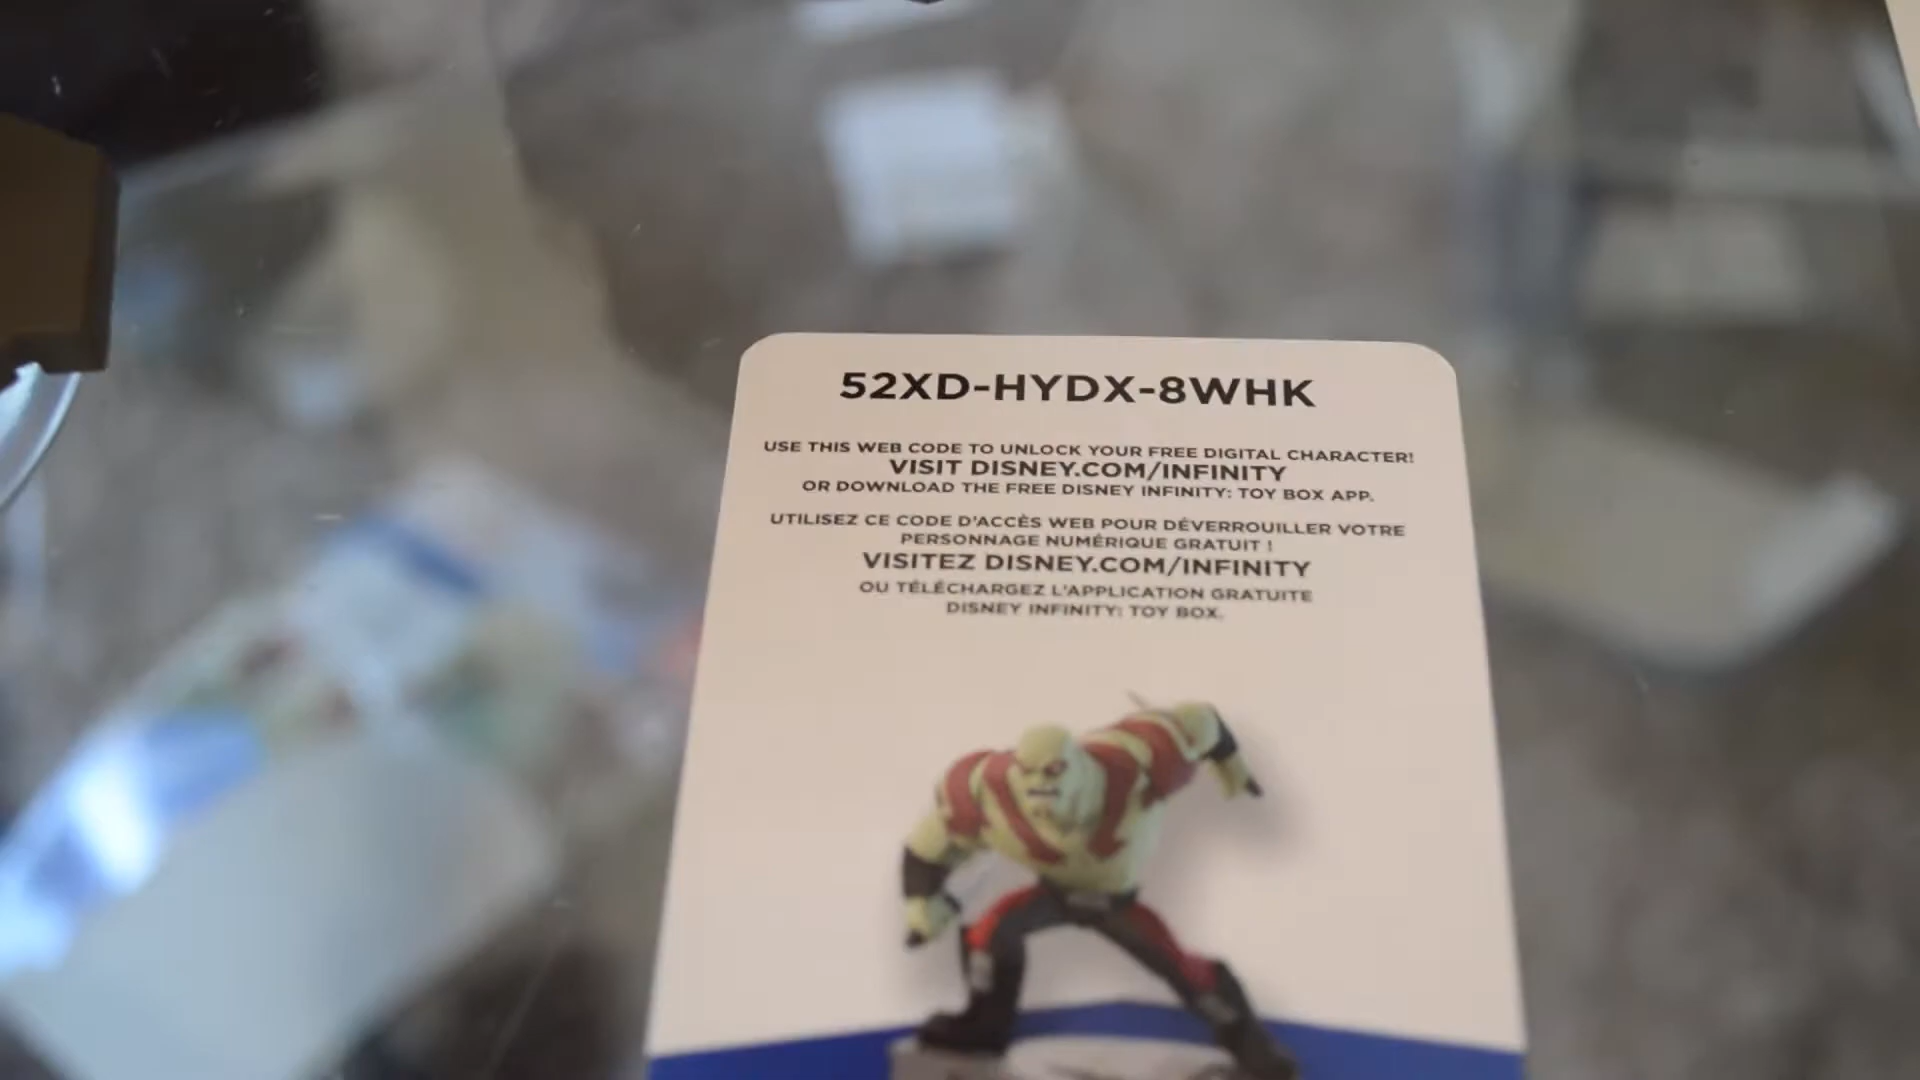 52XD-HYDX-8WHK
USE THIS WEB CODE TO UNLOCK YOUR FREE DIGITAL CHARACTER!
VISIT DISNEY.COM/INFINITY
OR DOWNLOAD THE FREE DISNEY INFINITY: TOY BOX APP.
UTILISEZ CE CODE D'ACCÈS WEB POUR DÉVERROUILLER VOTRE
PERSONNAGE NUMÉRIQUE GRATUIT !
VISITEZ DISNEY.COM/INFINITY
OU TÉLÉCHARGEZ L'APPLICATION GRATUITE
DISNEY INFINITY: TOY BOX.